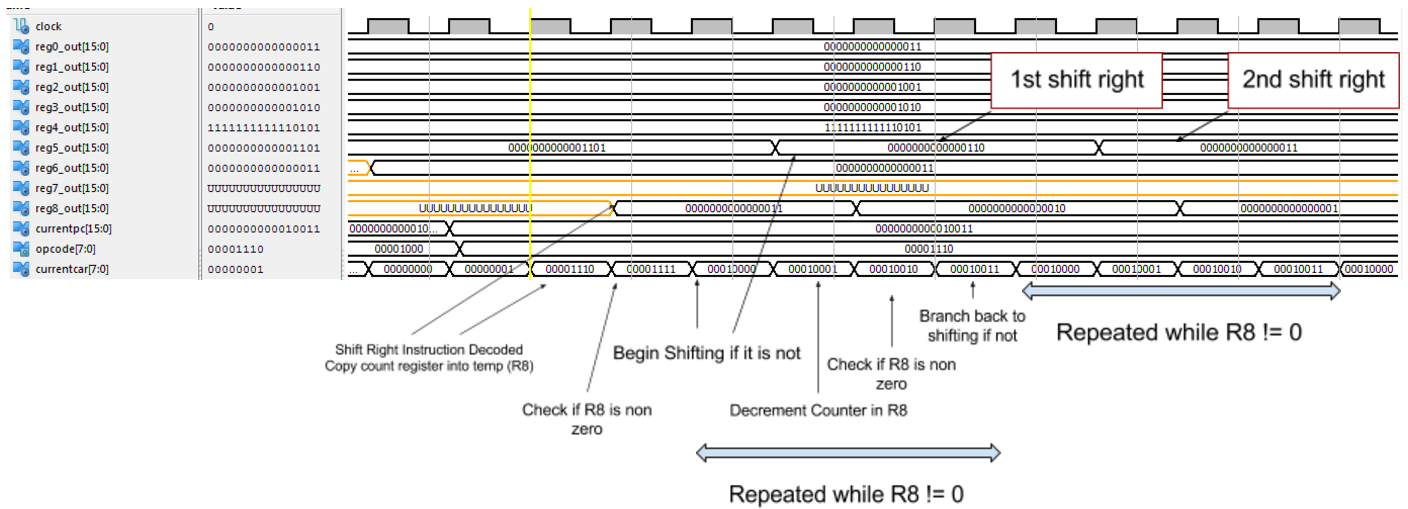 clock 0
reg0_out[15:0] 0000000000000011 0000000000000011
reg1_out[15:0] 0000000000000110 0000000000000110
reg2_out[15:0] 0000000000001001 0000000000001001
reg3_out[15:0] 0000000000001010 0000000000001010
reg4_out[15:0] 1111111111110101 1111111111110101
reg5_out[15:0] 0000000000001101 0000000000001101 0000000000000110 0000000000000011
reg6_out[15:0] 0000000000000011 ... 0000000000000011
reg7_out[15:0] UUUUUUUUUUUUUUUU UUUUUUUUUUUUUUUU
reg8_out[15:0] UUUUUUUUUUUUUUUU UUUUUUUUUUUUUUUU 0000000000000011 0000000000000010 0000000000000001
currentpc[15:0] 0000000000010011 0000000000010... 0000000000010011
opcode[7:0] 00001110 00001000 00001110
currentcar[7:0] 00000001 ... 00000000 00000001 00001110 00001111 00010000 00010001 00010010 00010011 00010000 00010001 00010010 00010011 00010000
1st shift right
2nd shift right
Shift Right Instruction Decoded
Copy count register into temp (R8)
Check if R8 is non
zero
Begin Shifting if it is not
Decrement Counter in R8
Check if R8 is non
zero
Branch back to
shifting if not
Repeated while R8 != 0
Repeated while R8 != 0